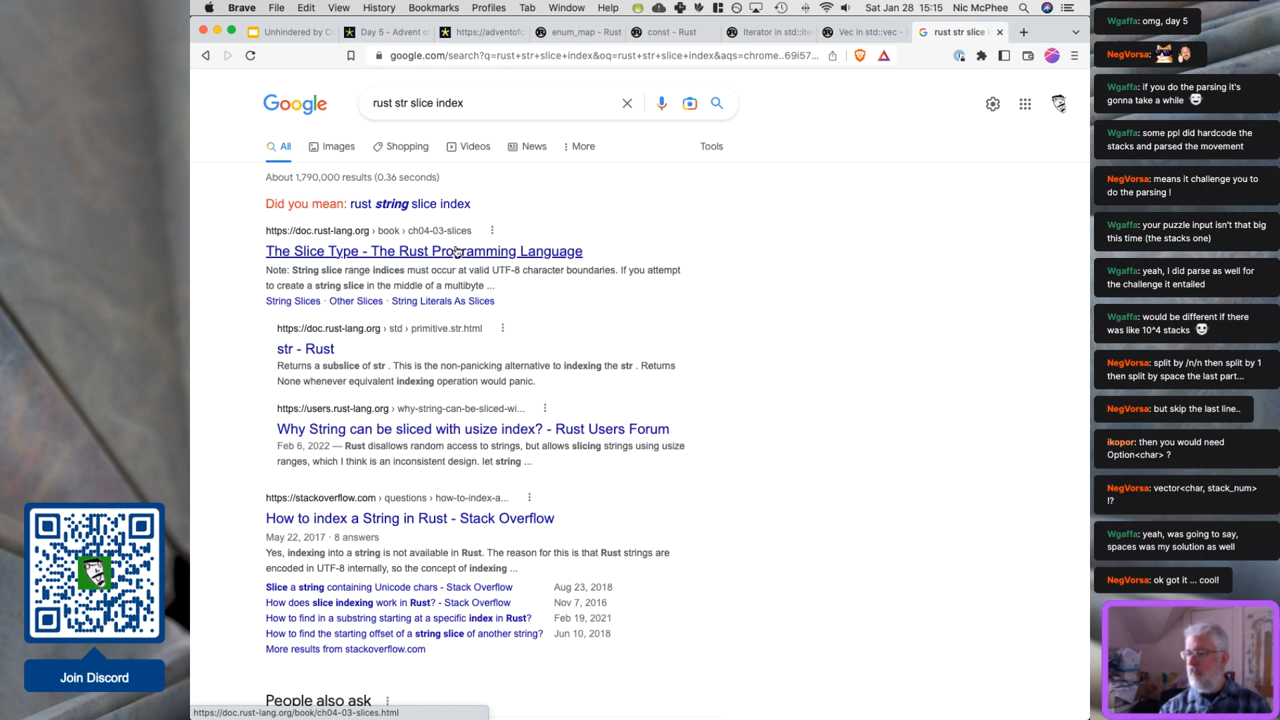 Brave File Edit View History Bookmarks Profiles Tab Window Help Sat Jan 28 15:15 Nic McPhee
Unhindered by Co
Day 5 - Advent of
https://adventofc
enum_map - Rust
const - Rust
Iterator in std::ite
Vec in std::vec -
rust str slice i
google.com/search?q=rust+str+slice+index&oq=rust+str+slice+index&aqs=chrome..69i57...
Google
rust str slice index
All Images Shopping Videos News More Tools
About 1,790,000 results (0.36 seconds)
Did you mean: rust string slice index
https://doc.rust-lang.org › book › ch04-03-slices
The Slice Type - The Rust Programming Language
Note: String slice range indices must occur at valid UTF-8 character boundaries. If you attempt
to create a string slice in the middle of a multibyte ...
String Slices · Other Slices · String Literals As Slices
https://doc.rust-lang.org › std › primitive.str.html
str - Rust
Returns a subslice of str . This is the non-panicking alternative to indexing the str . Returns
None whenever equivalent indexing operation would panic.
https://users.rust-lang.org › why-string-can-be-sliced-wi...
Why String can be sliced with usize index? - Rust Users Forum
Feb 6, 2022 — Rust disallows random access to strings, but allows slicing strings using usize
ranges, which I think is an inconsistent design. let string ...
https://stackoverflow.com › questions › how-to-index-a...
How to index a String in Rust - Stack Overflow
May 22, 2017 · 8 answers
Yes, indexing into a string is not available in Rust. The reason for this is that Rust strings are
encoded in UTF-8 internally, so the concept of indexing ...
Slice a string containing Unicode chars - Stack Overflow Aug 23, 2018
How does slice indexing work in Rust? - Stack Overflow Nov 7, 2016
How to find in a substring starting at a specific index in Rust? Feb 19, 2021
How to find the starting offset of a string slice of another string? Jun 10, 2018
More results from stackoverflow.com
People also ask
https://doc.rust-lang.org/book/ch04-03-slices.html
Join Discord
Wgaffa: omg, day 5
NegVorsa:
Wgaffa: if you do the parsing it's
gonna take a while
Wgaffa: some ppl did hardcode the
stacks and parsed the movement
NegVorsa: means it challenge you to
do the parsing !
Wgaffa: your puzzle input isn't that big
this time (the stacks one)
Wgaffa: yeah, I did parse as well for
the challenge it entailed
Wgaffa: would be different if there
was like 10^4 stacks
NegVorsa: split by /n/n then split by 1
then split by space the last part...
NegVorsa: but skip the last line..
ikopor: then you would need
Option<char> ?
NegVorsa: vector<char, stack_num>
!?
Wgaffa: yeah, was going to say,
spaces was my solution as well
NegVorsa: ok got it ... cool!